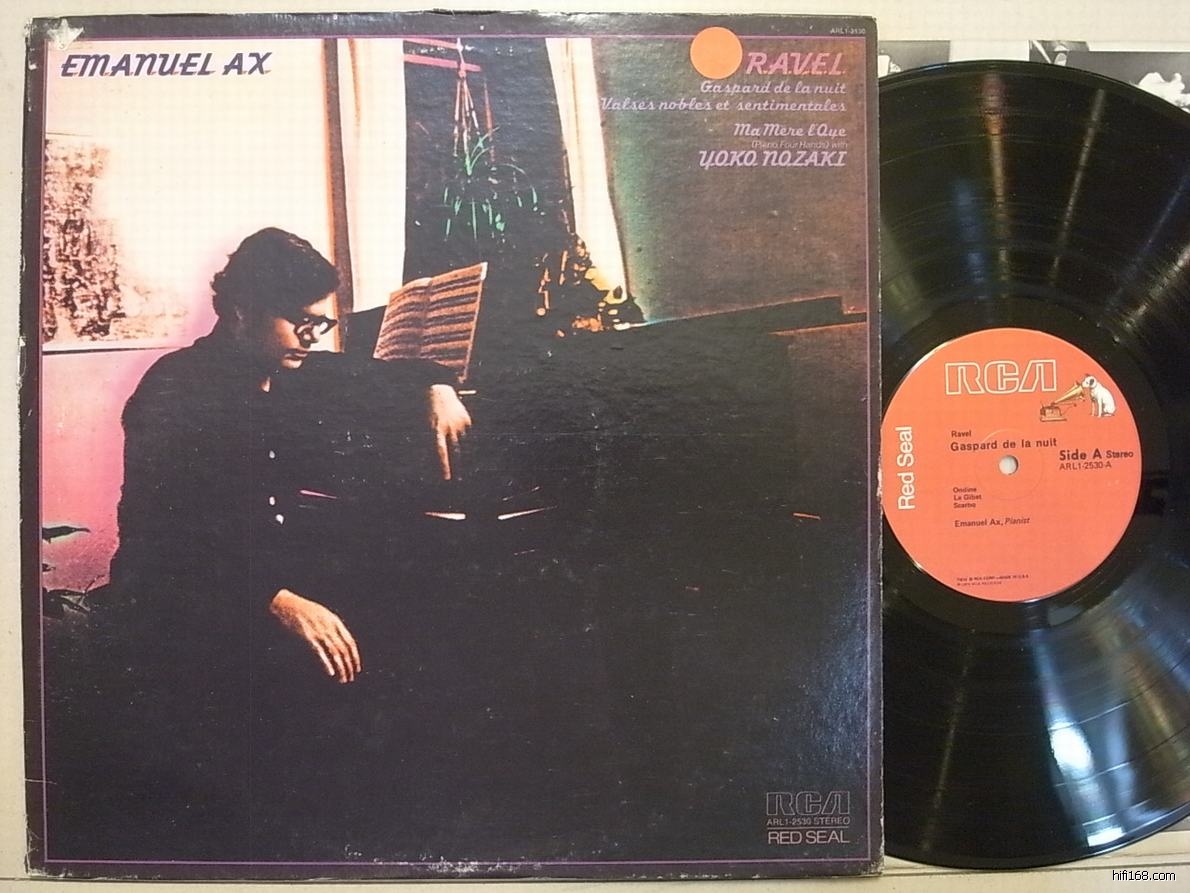 ARL1-2530
EMANUEL AX
RAVEL
Gaspard de la nuit
Valses nobles et sentimentales
Ma Mère l'Oye
(Piano Four Hands) with
YOKO NOZAKI
RCA
ARL1-2530 STEREO
RED SEAL
RCA
Red Seal
Ravel
Gaspard de la nuit
Side A Stereo
ARL1-2530-A
Ondine
Le Gibet
Scarbo
Emanuel Ax, Pianist
hifi168.com